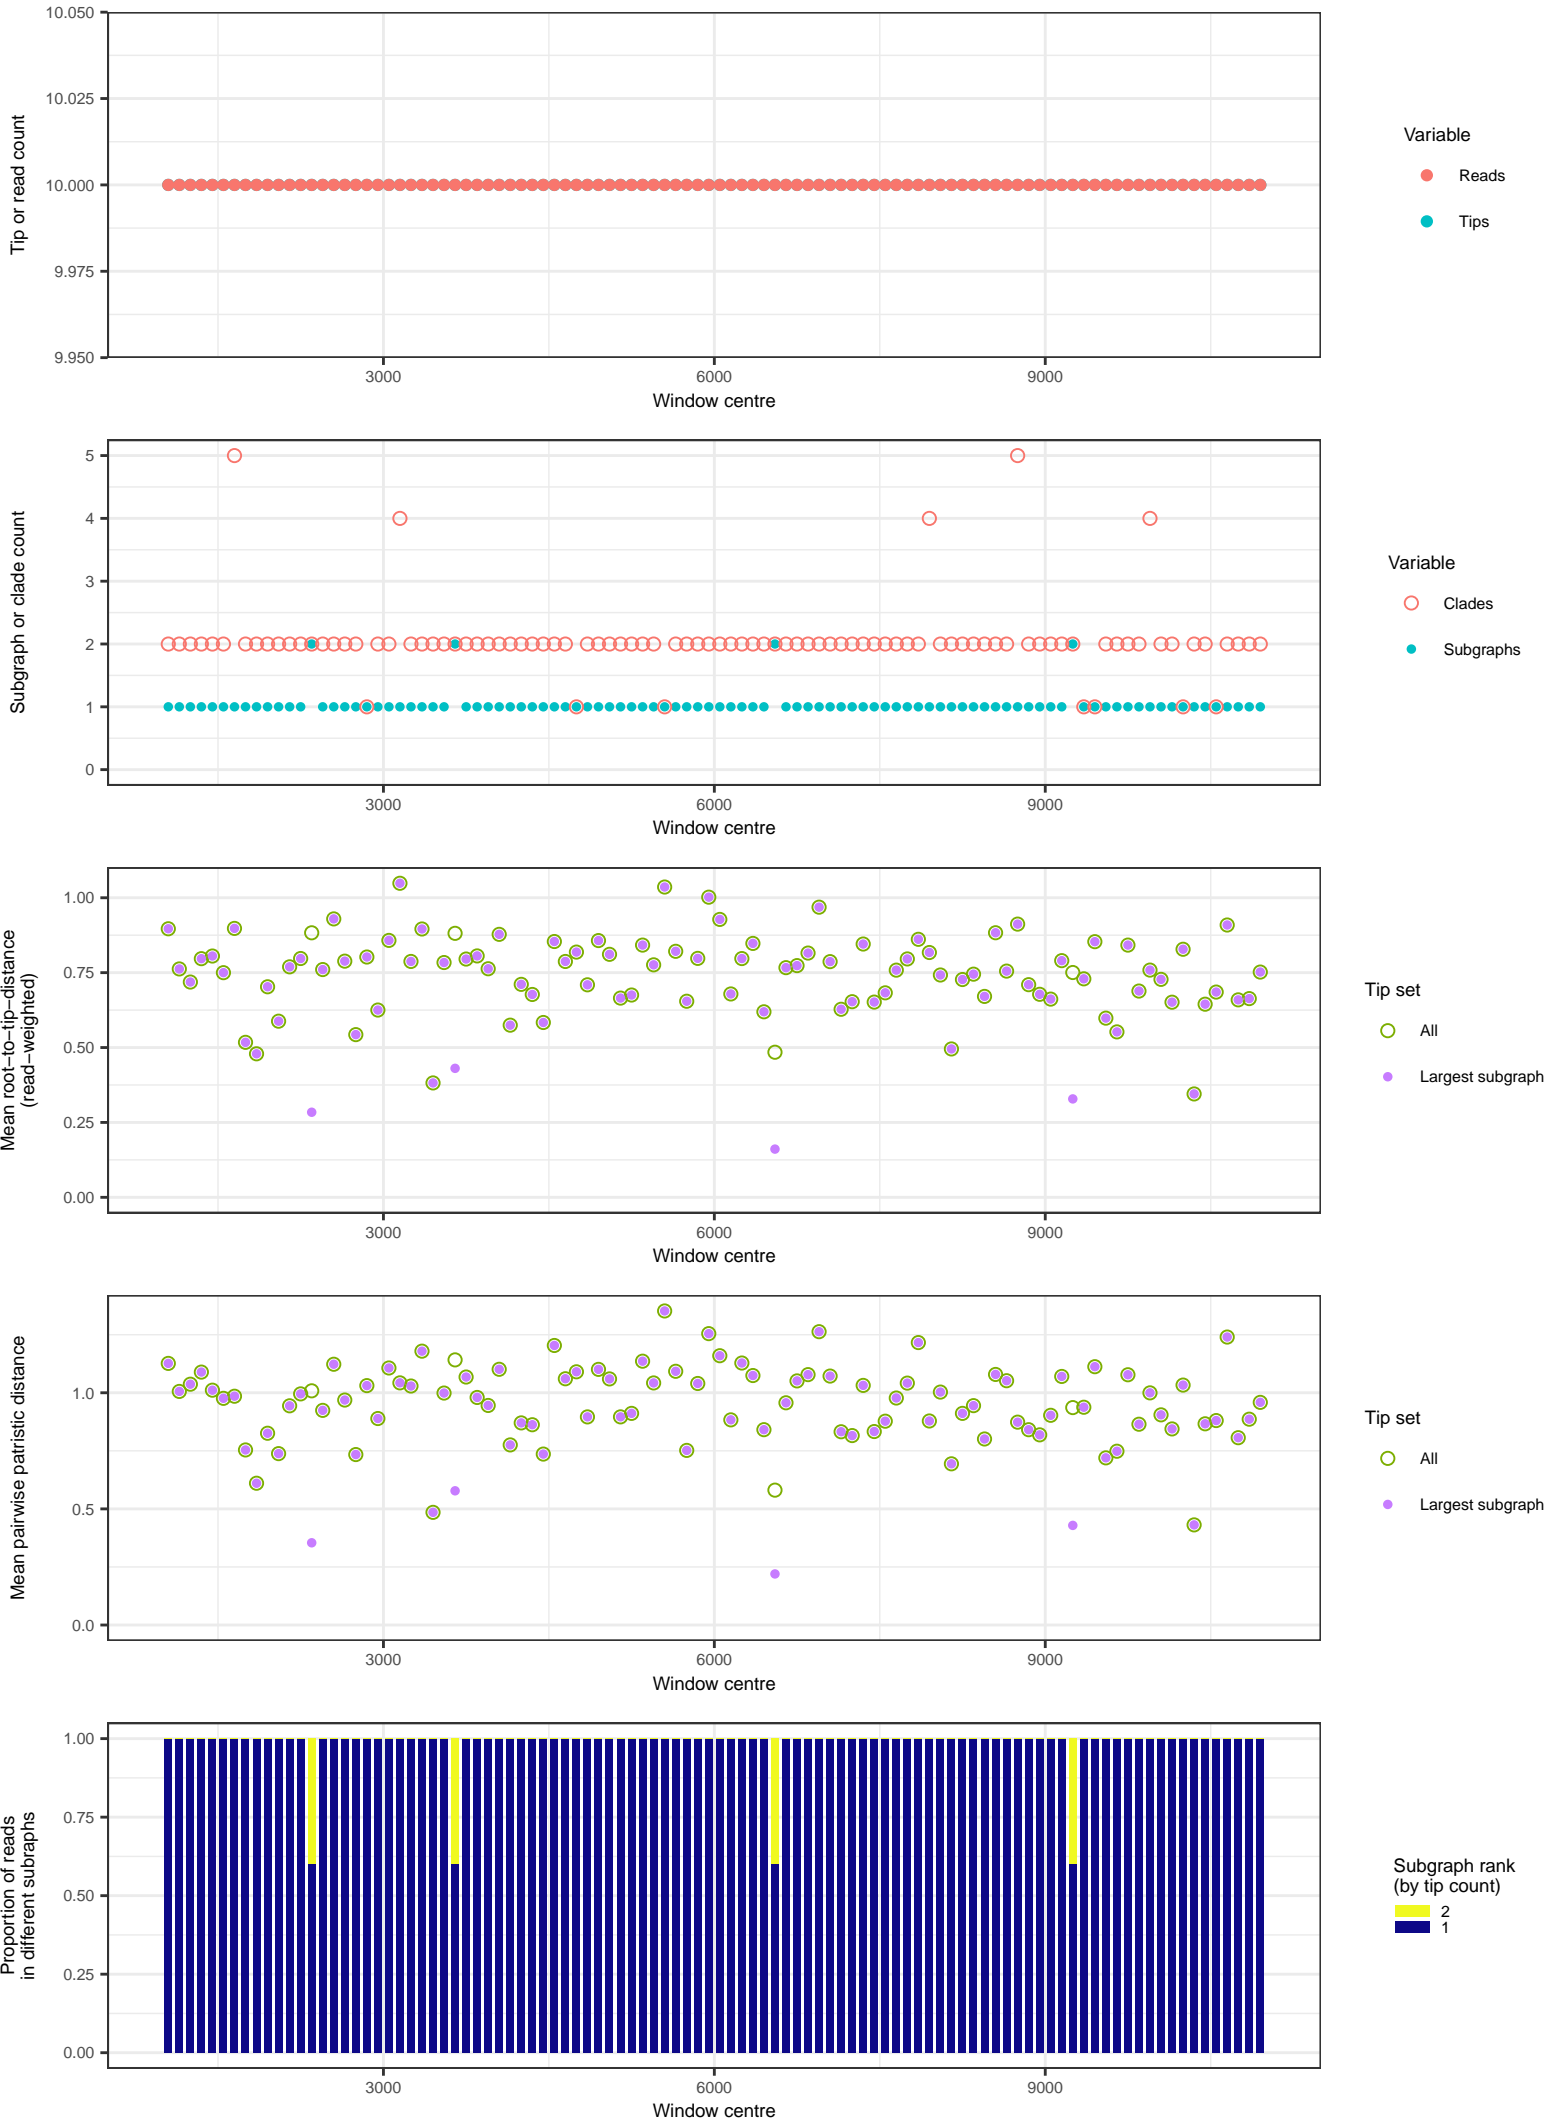 10.050
10.025
10.000
9.975
9.950
Tip or read count
3000 6000 9000
Window centre
Variable
Reads
Tips
5
4
3
2
1
0
Subgraph or clade count
3000 6000 9000
Window centre
Variable
Clades
Subgraphs
1.00
0.75
0.50
0.25
0.00
Mean root-to-tip-distance
(read-weighted)
3000 6000 9000
Window centre
Tip set
All
Largest subgraph
1.0
0.5
0.0
Mean pairwise patristic distance
3000 6000 9000
Window centre
Tip set
All
Largest subgraph
1.00
0.75
0.50
0.25
0.00
Proportion of reads
in different subraphs
3000 6000 9000
Window centre
Subgraph rank
(by tip count)
2
1